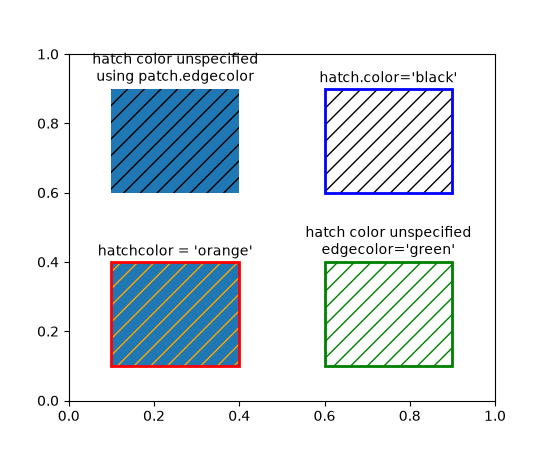 1.0
hatch color unspecified
using patch.edgecolor
hatch.color='black'
0.8
0.6
hatch color unspecified
edgecolor='green'
hatchcolor = 'orange'
0.4
0.2
0.0
0.0 0.2 0.4 0.6 0.8 1.0